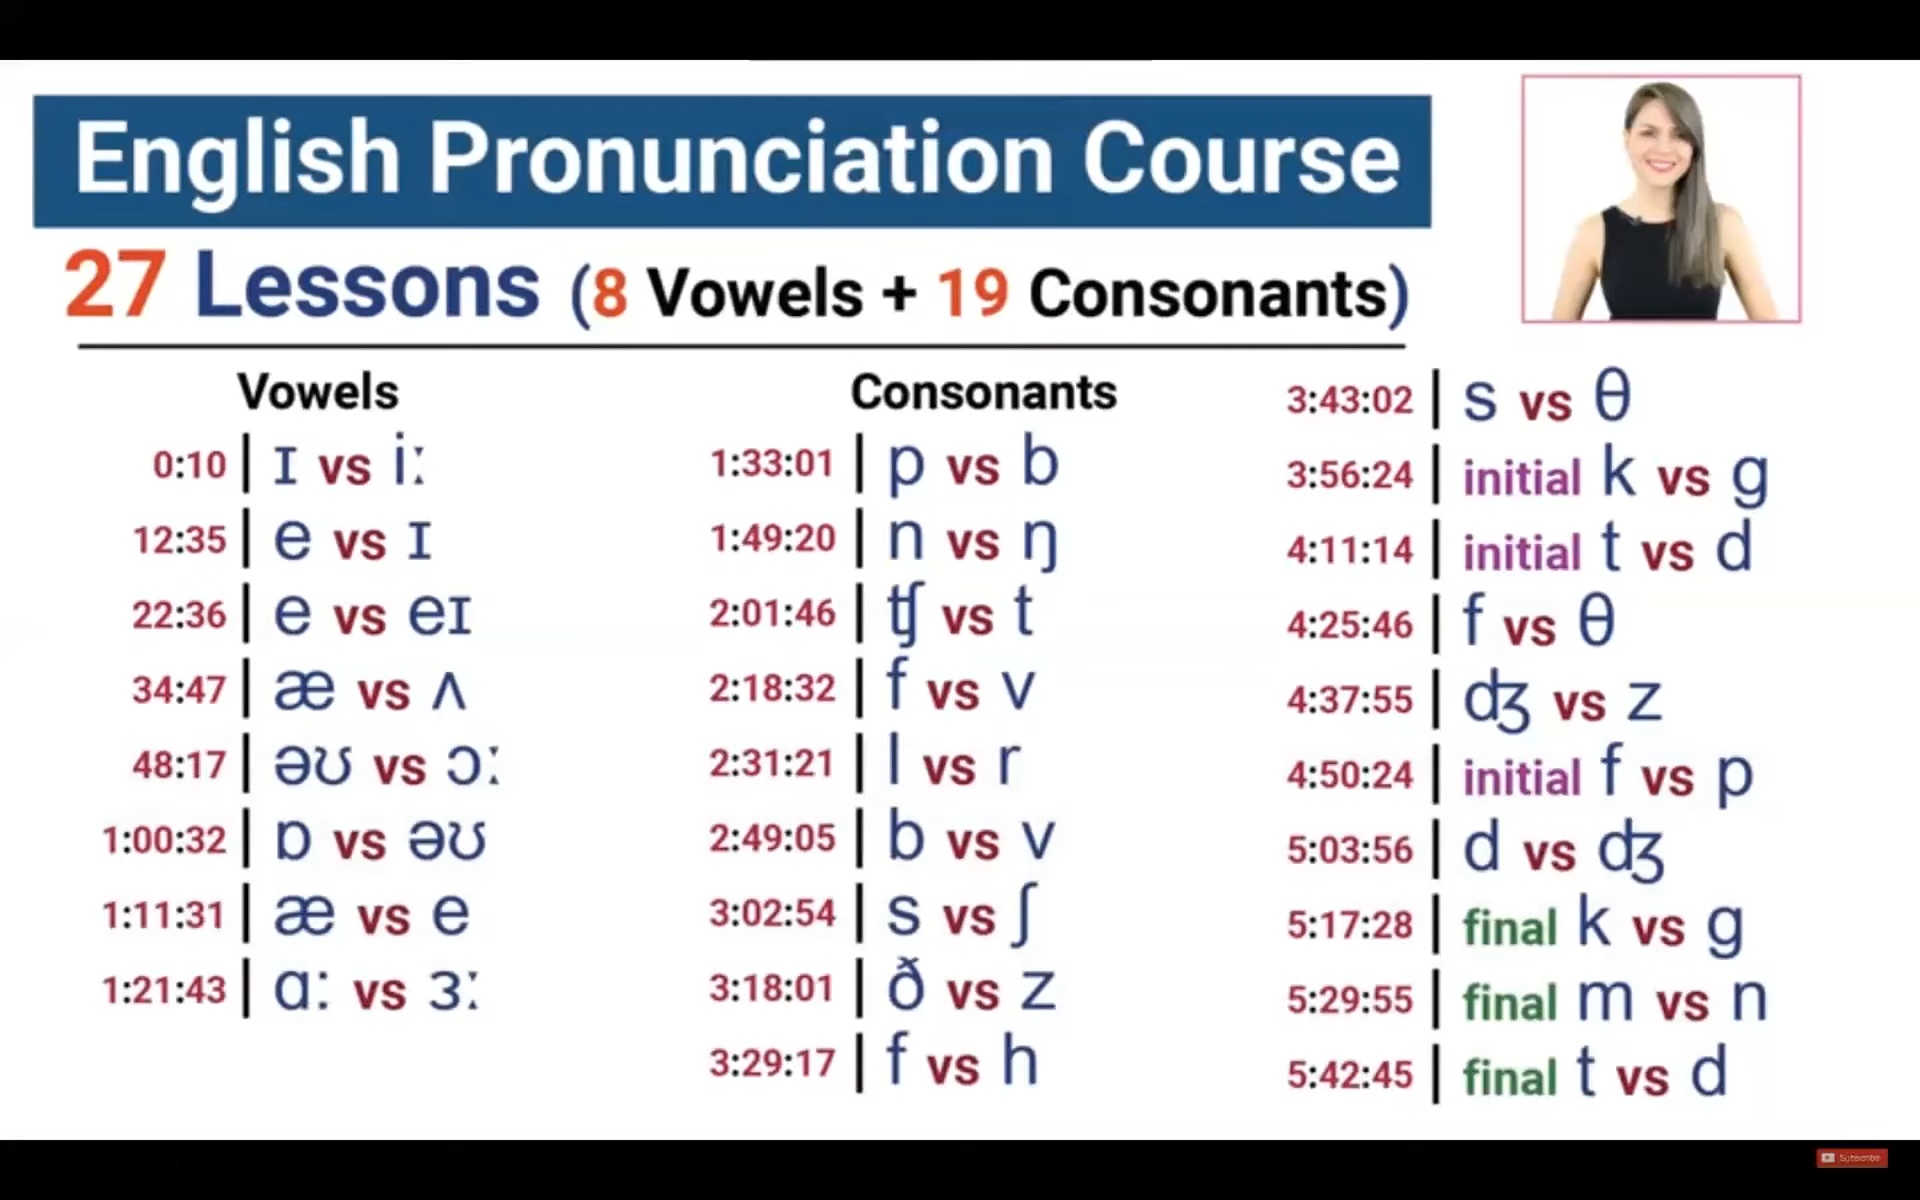 English Pronunciation Course
27 Lessons (8 Vowels + 19 Consonants)
Vowels
0:10 | ɪ vs iː
12:35 | e vs ɪ
22:36 | e vs eɪ
34:47 | æ vs ʌ
48:17 | əʊ vs ɔː
1:00:32 | ɒ vs əʊ
1:11:31 | æ vs e
1:21:43 | ɑː vs ɜː
Consonants
1:33:01 | p vs b
1:49:20 | n vs ŋ
2:01:46 | ʧ vs t
2:18:32 | f vs v
2:31:21 | l vs r
2:49:05 | b vs v
3:02:54 | s vs ʃ
3:18:01 | ð vs z
3:29:17 | f vs h
3:43:02 | s vs θ
3:56:24 | initial k vs g
4:11:14 | initial t vs d
4:25:46 | f vs θ
4:37:55 | ʤ vs z
4:50:24 | initial f vs p
5:03:56 | d vs ʤ
5:17:28 | final k vs g
5:29:55 | final m vs n
5:42:45 | final t vs d
Subscribe